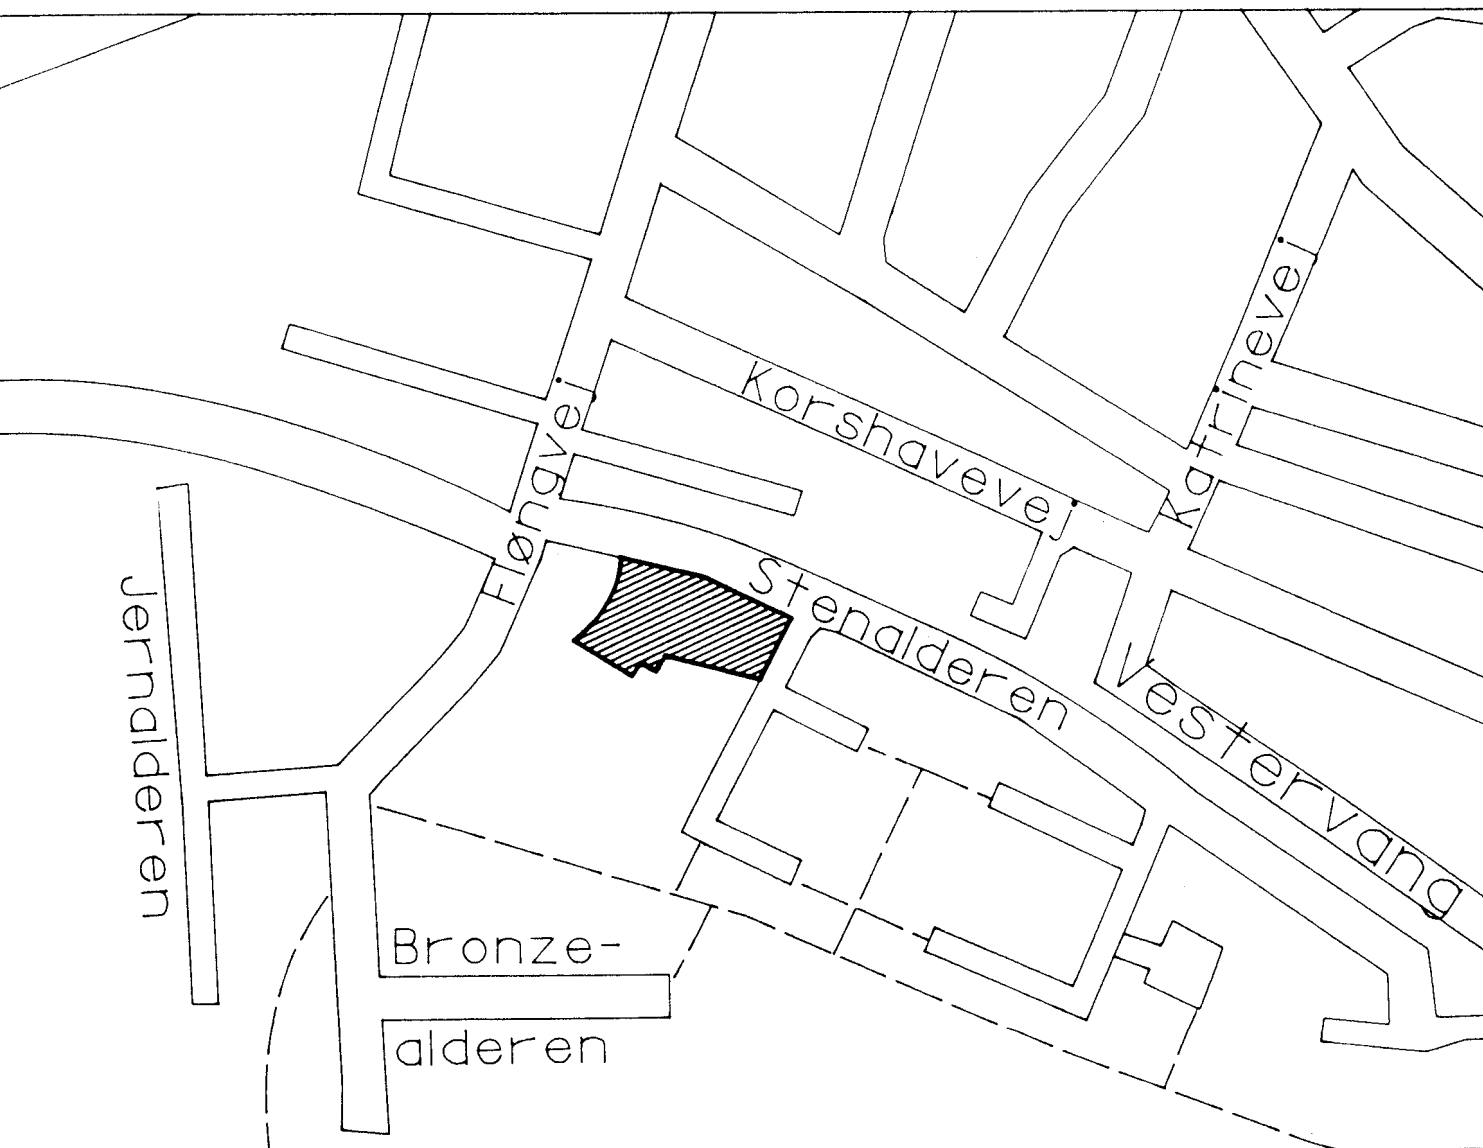 Katrinevej
Korshavevej
Fløngvej
Stenalderen
Jernalderen
Vestervang
Bronze-
alderen